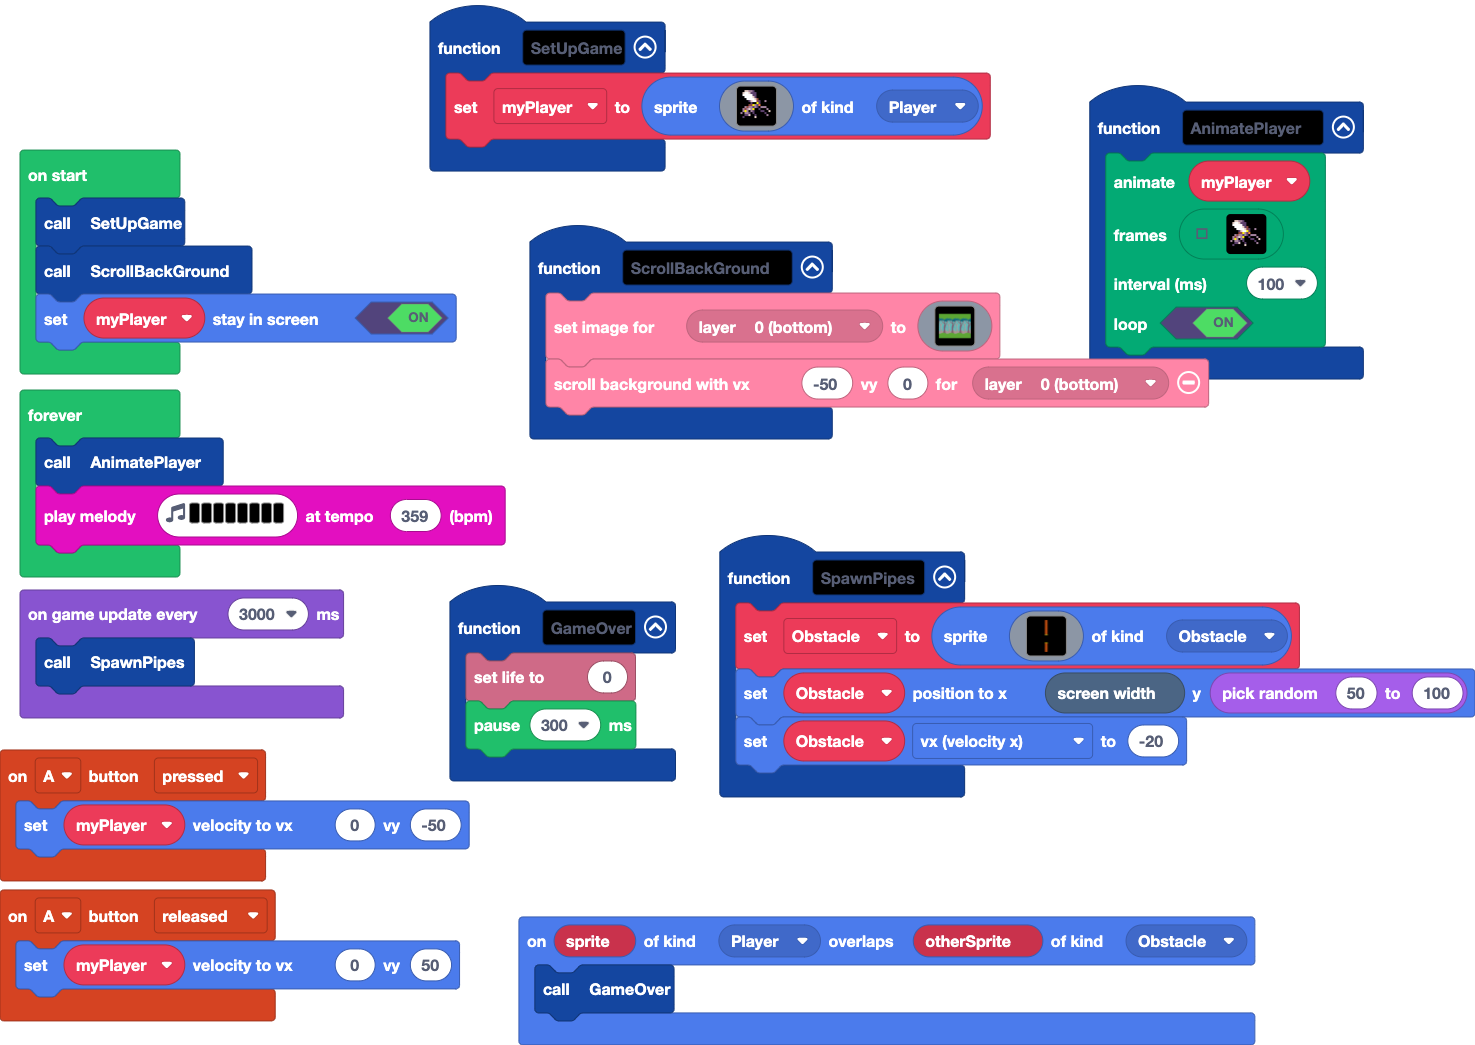 function SetUpGame
set myPlayer to sprite of kind Player
function AnimatePlayer
animate myPlayer
frames
interval (ms) 100
loop ON
on start
call SetUpGame
call ScrollBackGround
set myPlayer stay in screen ON
function ScrollBackGround
set image for layer 0 (bottom) to
scroll background with vx -50 vy 0 for layer 0 (bottom)
forever
call AnimatePlayer
play melody at tempo 359 (bpm)
on game update every 3000 ms
call SpawnPipes
function GameOver
set life to 0
pause 300 ms
function SpawnPipes
set Obstacle to sprite of kind Obstacle
set Obstacle position to x screen width y pick random 50 to 100
set Obstacle vx (velocity x) to -20
on A button pressed
set myPlayer velocity to vx 0 vy -50
on A button released
set myPlayer velocity to vx 0 vy 50
on sprite of kind Player overlaps otherSprite of kind Obstacle
call GameOver